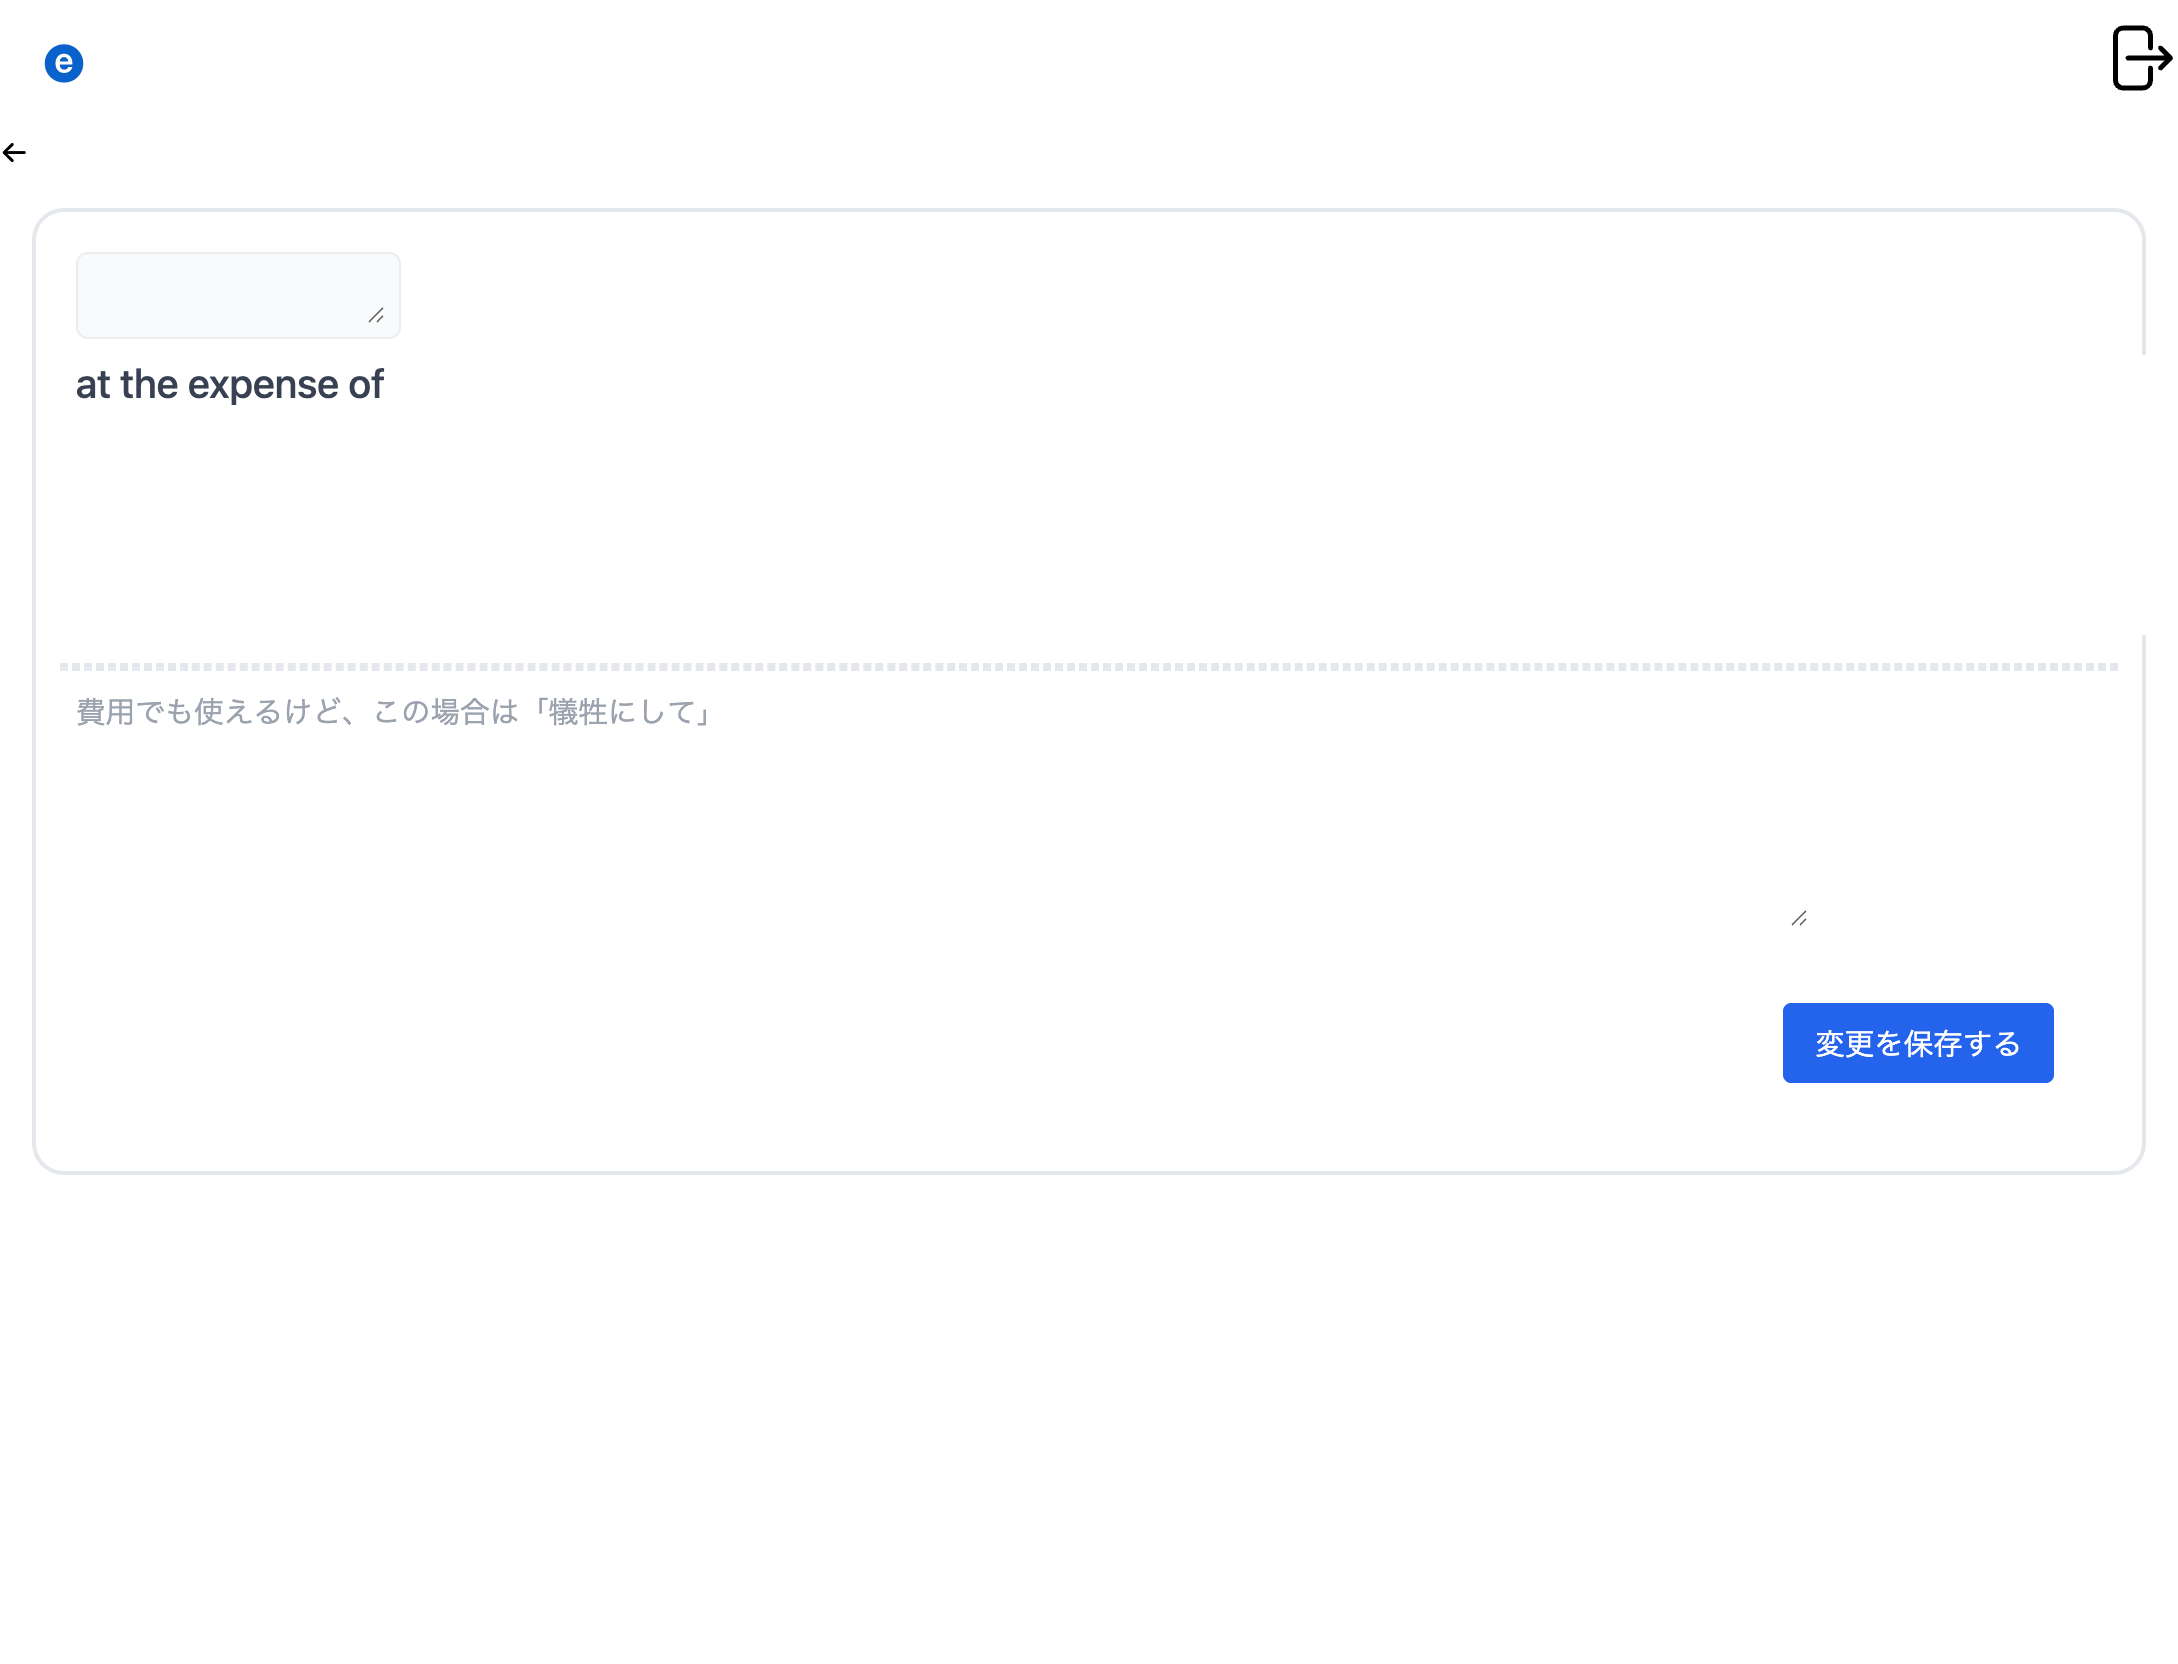 e
at the expense of
費用でも使えるけど、この場合は「犠牲にして」
変更を保存する